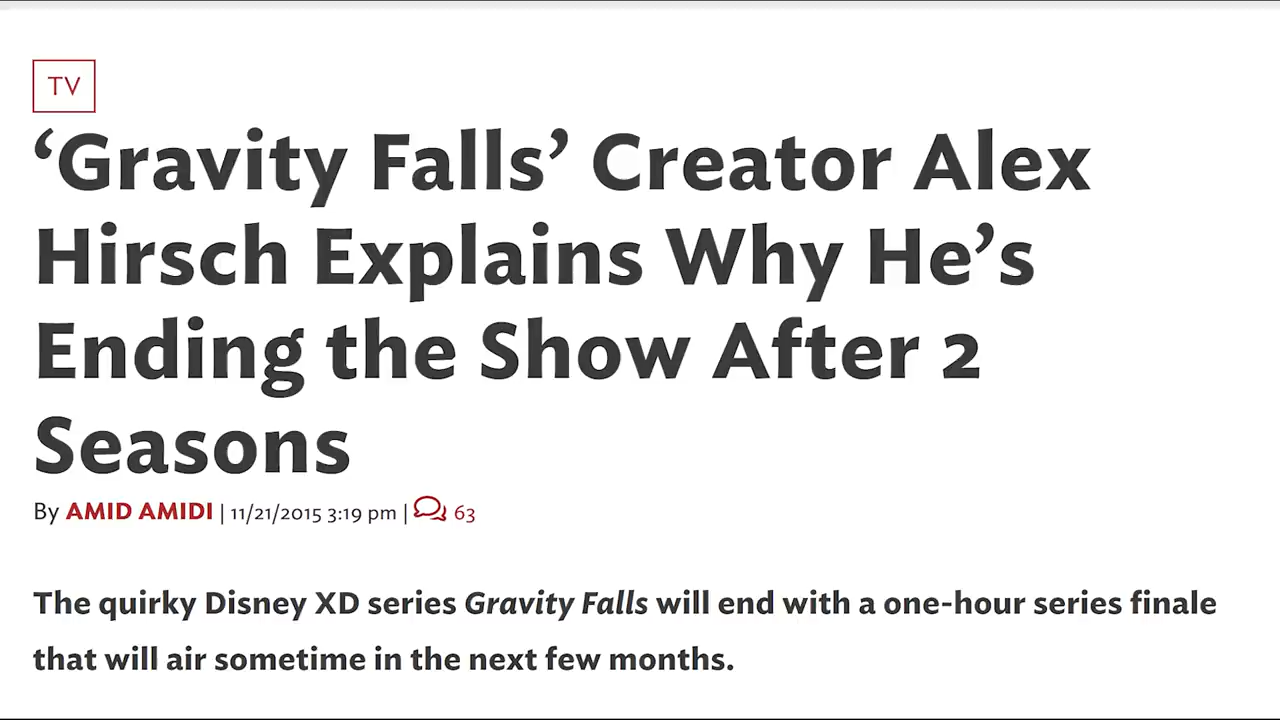 TV
‘Gravity Falls’ Creator Alex
Hirsch Explains Why He’s
Ending the Show After 2
Seasons
By AMID AMIDI | 11/21/2015 3:19 pm | 63
The quirky Disney XD series Gravity Falls will end with a one-hour series finale
that will air sometime in the next few months.